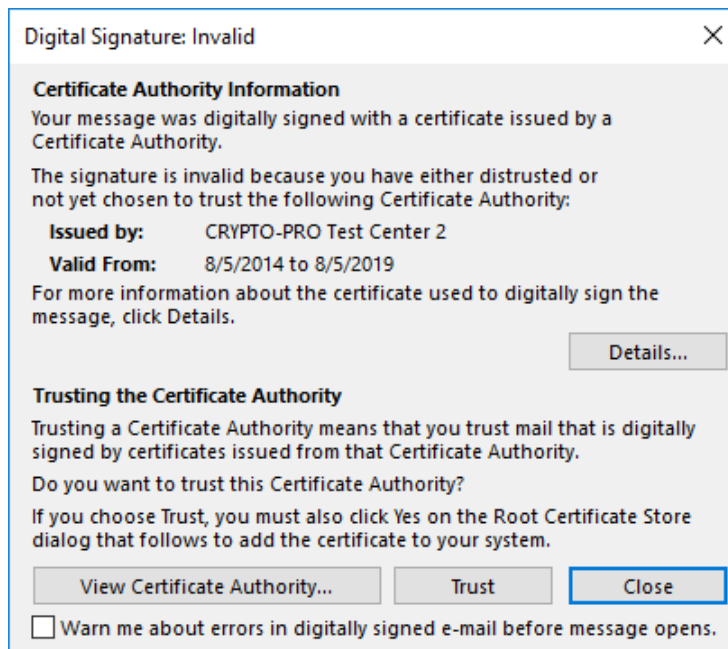 Digital Signature: Invalid
Certificate Authority Information
Your message was digitally signed with a certificate issued by a
Certificate Authority.
The signature is invalid because you have either distrusted or
not yet chosen to trust the following Certificate Authority:
Issued by: CRYPTO-PRO Test Center 2
Valid From: 8/5/2014 to 8/5/2019
For more information about the certificate used to digitally sign the
message, click Details.
Details...
Trusting the Certificate Authority
Trusting a Certificate Authority means that you trust mail that is digitally
signed by certificates issued from that Certificate Authority.
Do you want to trust this Certificate Authority?
If you choose Trust, you must also click Yes on the Root Certificate Store
dialog that follows to add the certificate to your system.
View Certificate Authority... Trust Close
Warn me about errors in digitally signed e-mail before message opens.